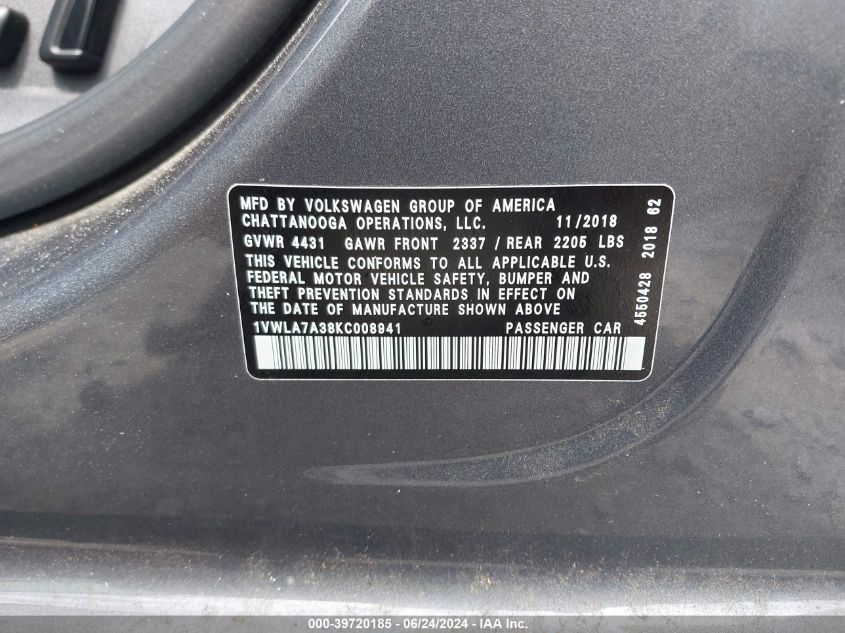 MFD BY VOLKSWAGEN GROUP OF AMERICA
CHATTANOOGA OPERATIONS, LLC. 11/2018
GVWR 4431 GAWR FRONT 2337 / REAR 2205 LBS
THIS VEHICLE CONFORMS TO ALL APPLICABLE U.S.
FEDERAL MOTOR VEHICLE SAFETY, BUMPER AND
THEFT PREVENTION STANDARDS IN EFFECT ON
THE DATE OF MANUFACTURE SHOWN ABOVE
1VWLA7A38KC008941 PASSENGER CAR
4550428 2018 62
000-39720185 - 06/24/2024 - IAA Inc.